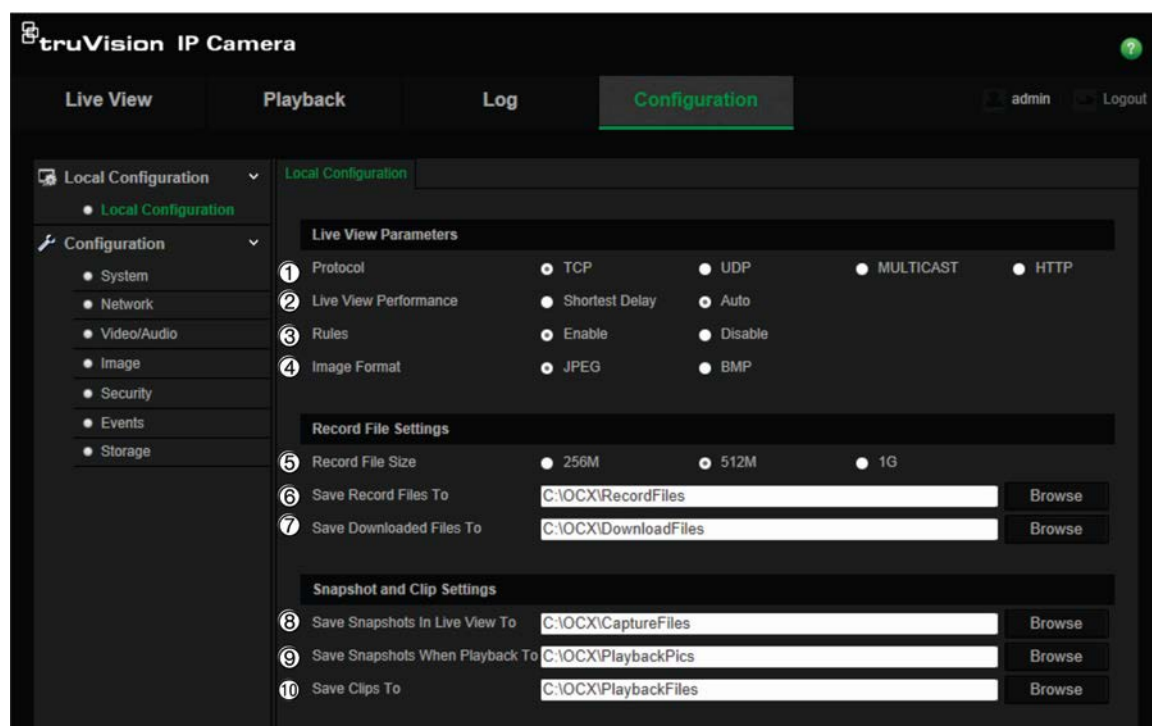 truVision IP Camera
?
Live View Playback Log Configuration admin Logout
Local Configuration
Local Configuration
Configuration
System
Network
Video/Audio
Image
Security
Events
Storage
Local Configuration
Live View Parameters
1 Protocol TCP UDP MULTICAST HTTP
2 Live View Performance Shortest Delay Auto
3 Rules Enable Disable
4 Image Format JPEG BMP
Record File Settings
5 Record File Size 256M 512M 1G
6 Save Record Files To C:\OCX\RecordFiles Browse
7 Save Downloaded Files To C:\OCX\DownloadFiles Browse
Snapshot and Clip Settings
8 Save Snapshots In Live View To C:\OCX\CaptureFiles Browse
9 Save Snapshots When Playback To C:\OCX\PlaybackPics Browse
10 Save Clips To C:\OCX\PlaybackFiles Browse